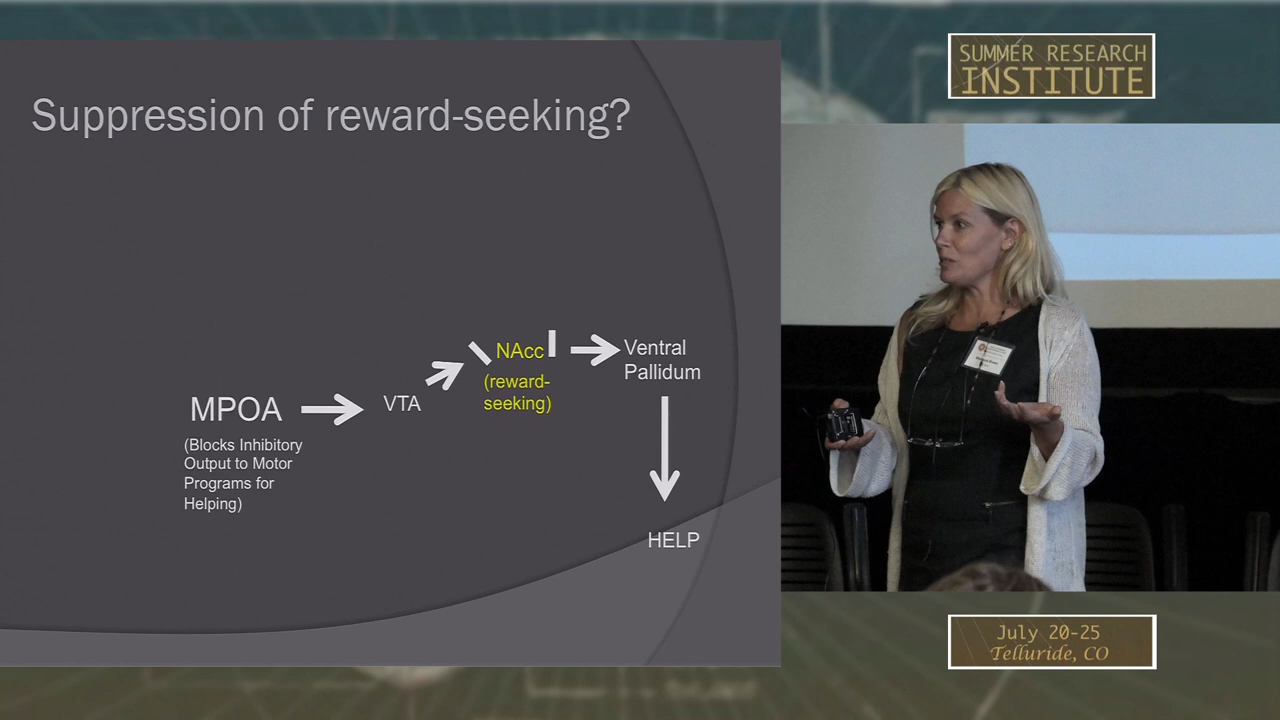 Suppression of reward-seeking?
NAcc
(reward-
seeking)
Ventral
Pallidum
MPOA
VTA
(Blocks Inhibitory
Output to Motor
Programs for
Helping)
HELP
SUMMER RESEARCH
INSTITUTE
July 20-25
Telluride, CO